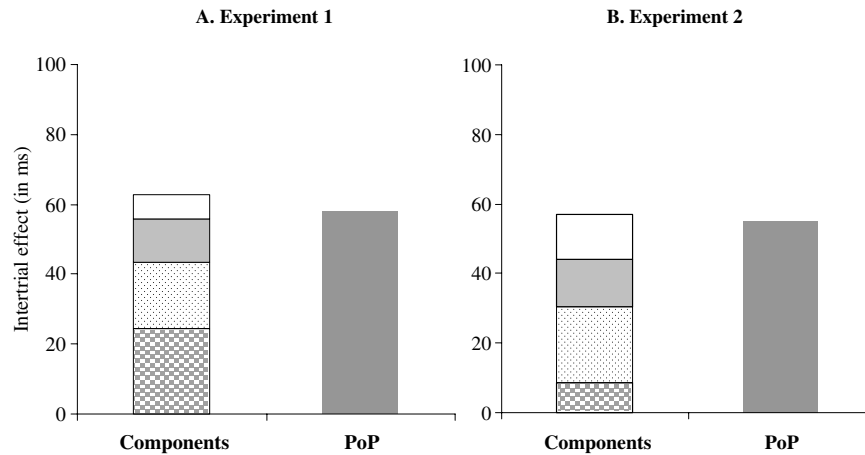 A. Experiment 1
B. Experiment 2
Intertrial effect (in ms)
100
80
60
40
20
0
Components
PoP
100
80
60
40
20
0
Components
PoP